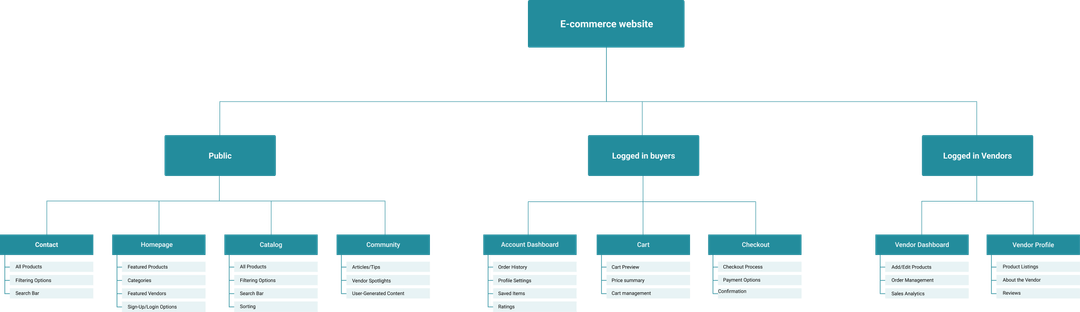 E-commerce website
Public
Logged in buyers
Logged in Vendors
Contact
All Products
Filtering Options
Search Bar
Homepage
Featured Products
Categories
Featured Vendors
Sign-Up/Login Options
Catalog
All Products
Filtering Options
Search Bar
Sorting
Community
Articles/Tips
Vendor Spotlights
User-Generated Content
Account Dashboard
Order History
Profile Settings
Saved Items
Ratings
Cart
Cart Preview
Price summary
Cart management
Checkout
Checkout Process
Payment Options
Confirmation
Vendor Dashboard
Add/Edit Products
Order Management
Sales Analytics
Vendor Profile
Product Listings
About the Vendor
Reviews